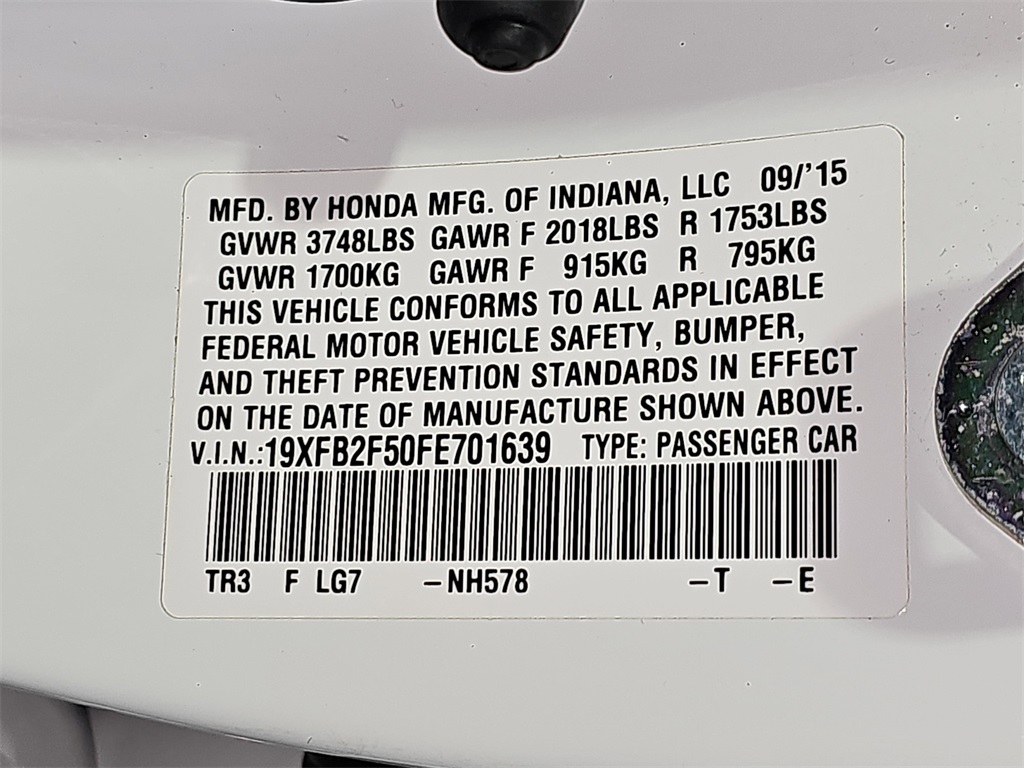 MFD. BY HONDA MFG. OF INDIANA, LLC 09/'15
GVWR 3748LBS GAWR F 2018LBS R 1753LBS
GVWR 1700KG GAWR F 915KG R 795KG
THIS VEHICLE CONFORMS TO ALL APPLICABLE
FEDERAL MOTOR VEHICLE SAFETY, BUMPER,
AND THEFT PREVENTION STANDARDS IN EFFECT
ON THE DATE OF MANUFACTURE SHOWN ABOVE.
V.I.N.:19XFB2F50FE701639 TYPE: PASSENGER CAR
TR3 F LG7 –NH578 –T –E